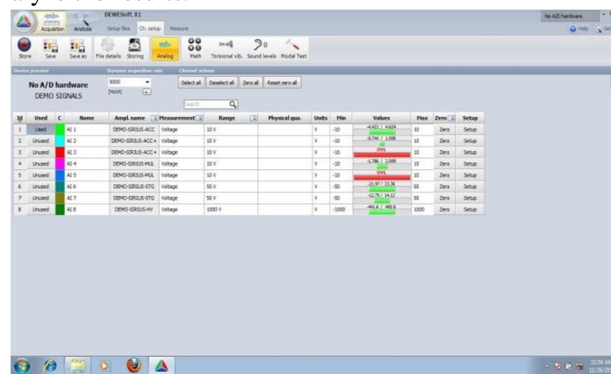 DEWESoft X1
No A/D hardware
Acquisition Analysis Setup files Ch. setup Measure
Help
Store Save Save as File details Storing Analog Math Torsional vib. Sound levels Modal Test
Device preview Dynamic acquisition rate Channel actions
No A/D hardware
DEMO SIGNALS
5000
Select all Deselect all Zero all Reset zero all
Search
Used C Name Ampl. name Measurement Range Physical qua. Units Min Values Max Zero Setup
1 Used AI 1 DEMO-SIRIUS-ACC Voltage 10 V V -10 10 Zero Setup
2 Unused AI 2 DEMO-SIRIUS-ACC+ Voltage 10 V V -10 10 Zero Setup
3 Unused AI 3 DEMO-SIRIUS-ACC+ Voltage 10 V V -10 OVL 10 Zero Setup
4 Unused AI 4 DEMO-SIRIUS-MUL Voltage 10 V V -10 10 Zero Setup
5 Unused AI 5 DEMO-SIRIUS-MUL Voltage 10 V V -10 OVL 10 Zero Setup
6 Unused AI 6 DEMO-SIRIUS-STG Voltage 50 V V -50 50 Zero Setup
7 Unused AI 7 DEMO-SIRIUS-STG Voltage 50 V V -50 50 Zero Setup
8 Unused AI 8 DEMO-SIRIUS-HV Voltage 1000 V V -1000 1000 Zero Setup